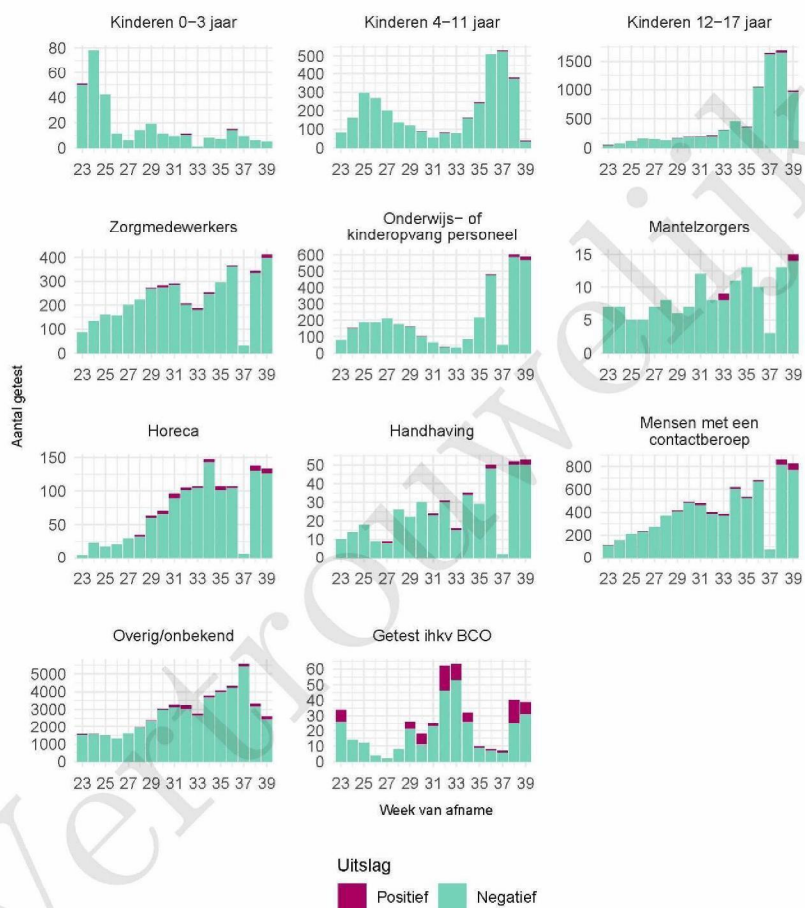 Kinderen 0-3 jaar
Kinderen 4-11 jaar
Kinderen 12-17 jaar
80
60
40
20
0
23 25 27 29 31 33 35 37 39
500
400
300
200
100
0
23 25 27 29 31 33 35 37 39
1500
1000
500
0
23 25 27 29 31 33 35 37 39
Zorgmedewerkers
Onderwijs- of
kinderopvang personeel
Mantelzorgers
400
300
200
100
0
23 25 27 29 31 33 35 37 39
600
500
400
300
200
100
0
23 25 27 29 31 33 35 37 39
15
10
5
0
23 25 27 29 31 33 35 37 39
Aantal getest
Horeca
Handhaving
Mensen met een
contactberoep
150
100
50
0
23 25 27 29 31 33 35 37 39
50
40
30
20
10
0
23 25 27 29 31 33 35 37 39
800
600
400
200
0
23 25 27 29 31 33 35 37 39
Overig/onbekend
Getest ihkv BCO
5000
4000
3000
2000
1000
0
23 25 27 29 31 33 35 37 39
60
50
40
30
20
10
0
23 25 27 29 31 33 35 37 39
Week van afname
Uitslag
Positief
Negatief
Vertrouwelijk